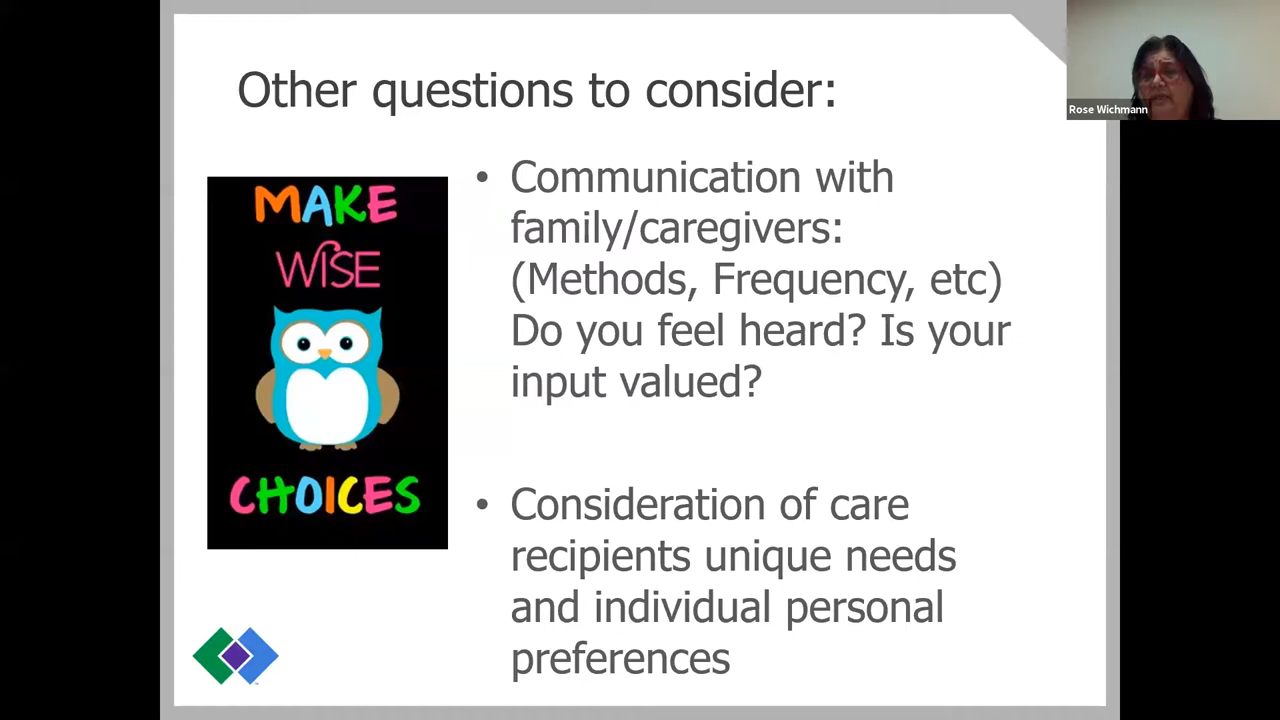 Other questions to consider:
Rose Wichmann
MAKE
WISE
CHOICES
• Communication with
family/caregivers:
(Methods, Frequency, etc)
Do you feel heard? Is your
input valued?
• Consideration of care
recipients unique needs
and individual personal
preferences